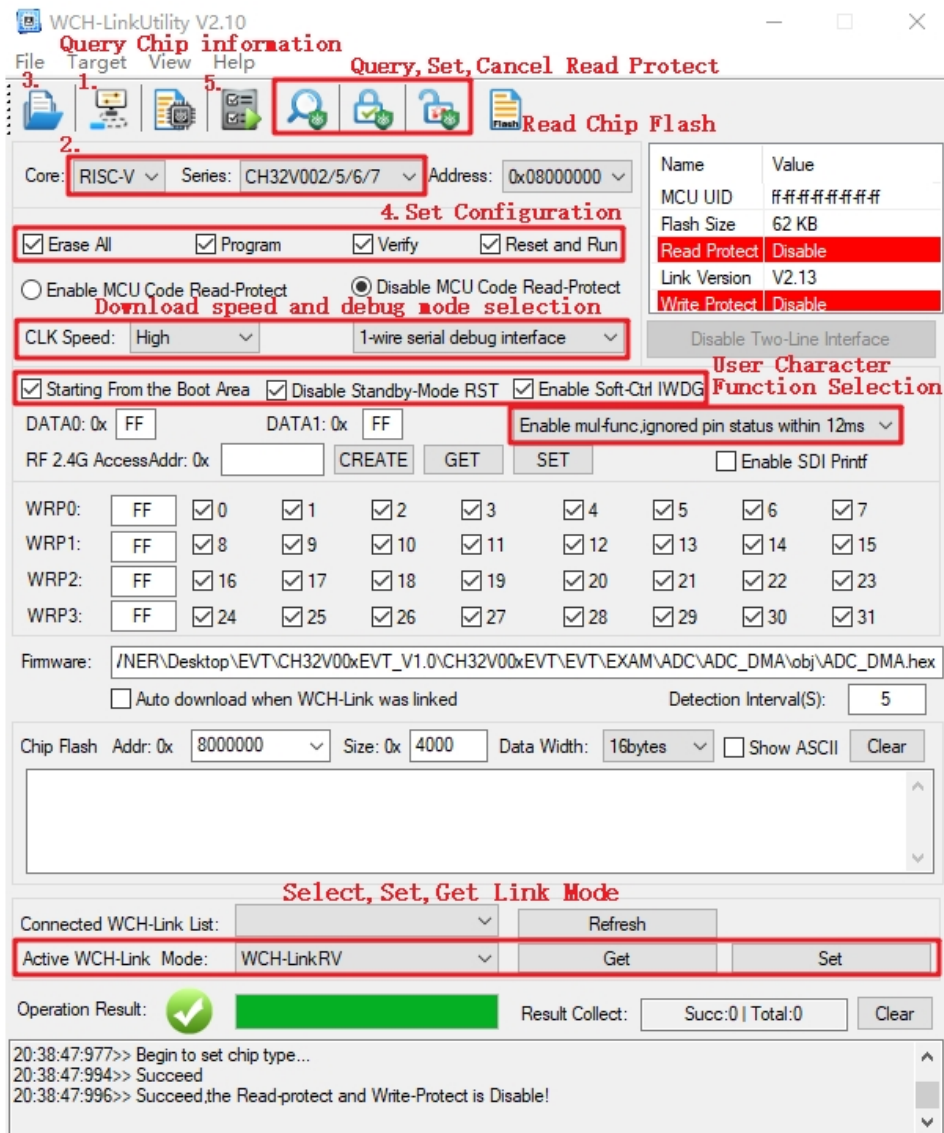 WCH-LinkUtility V2.10
Query Chip information
File Target View Help
Query,Set,Cancel Read Protect
3. 1. 5.
Flash
Read Chip Flash
2.
Core: RISC-V Series: CH32V002/5/6/7 Address: 0x08000000
Name Value
MCU UID ff-ff-ff-ff-ff-ff-ff-ff
Flash Size 62 KB
Read Protect Disable
Link Version V2.13
Write Protect Disable
4.Set Configuration
Erase All Program Verify Reset and Run
Enable MCU Code Read-Protect Disable MCU Code Read-Protect
Download speed and debug mode selection
CLK Speed: High 1-wire serial debug interface Disable Two-Line Interface
User Character
Function Selection
Starting From the Boot Area Disable Standby-Mode RST Enable Soft-Ctrl IWDG
DATA0: 0x FF DATA1: 0x FF Enable mul-func,ignored pin status within 12ms
RF 2.4G AccessAddr: 0x CREATE GET SET Enable SDI Printf
WRP0: FF 0 1 2 3 4 5 6 7
WRP1: FF 8 9 10 11 12 13 14 15
WRP2: FF 16 17 18 19 20 21 22 23
WRP3: FF 24 25 26 27 28 29 30 31
Firmware: /NER\Desktop\EVT\CH32V00xEVT_V1.0\CH32V00xEVT\EVT\EXAM\ADC\ADC_DMA\obj\ADC_DMA.hex
Auto download when WCH-Link was linked Detection Interval(S): 5
Chip Flash Addr: 0x 8000000 Size: 0x 4000 Data Width: 16bytes Show ASCII Clear
Select,Set,Get Link Mode
Connected WCH-Link List: Refresh
Active WCH-Link Mode: WCH-LinkRV Get Set
Operation Result: Result Collect: Succ:0 | Total:0 Clear
20:38:47:977>> Begin to set chip type...
20:38:47:994>> Succeed
20:38:47:996>> Succeed,the Read-protect and Write-Protect is Disable!